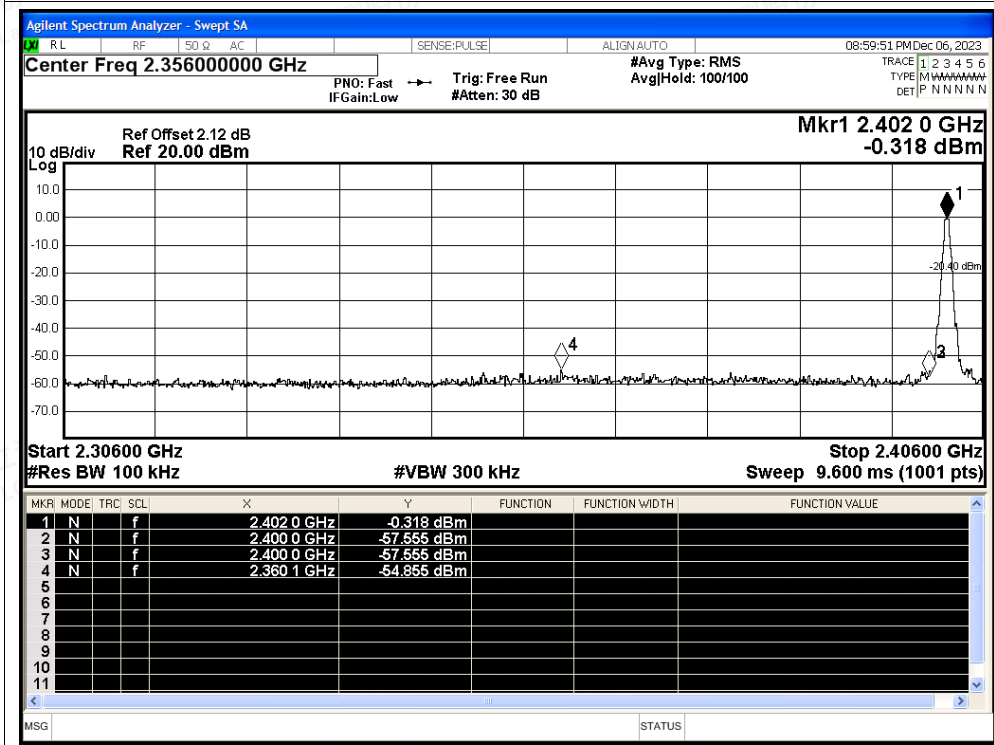 Agilent Spectrum Analyzer - Swept SA
LXI RL RF 50 Ω AC SENSE:PULSE ALIGN AUTO 08:59:51 PM Dec 06, 2023
Center Freq 2.356000000 GHz #Avg Type: RMS TRACE 1 2 3 4 5 6
PNO: Fast Trig: Free Run Avg|Hold: 100/100 TYPE M
IFGain:Low #Atten: 30 dB DET P N N N N N
Mkr1 2.402 0 GHz
Ref Offset 2.12 dB
10 dB/div Ref 20.00 dBm -0.318 dBm
Log
10.0
1
0.00
-10.0
-20.0
-20.40 dBm
-30.0
-40.0
-50.0
4
3
-60.0
-70.0
Start 2.30600 GHz Stop 2.40600 GHz
#Res BW 100 kHz #VBW 300 kHz Sweep 9.600 ms (1001 pts)
MKR MODE TRC SCL X Y FUNCTION FUNCTION WIDTH FUNCTION VALUE
1 N f 2.402 0 GHz -0.318 dBm
2 N f 2.400 0 GHz -57.555 dBm
3 N f 2.400 0 GHz -57.555 dBm
4 N f 2.360 1 GHz -54.855 dBm
5
6
7
8
9
10
11
MSG STATUS